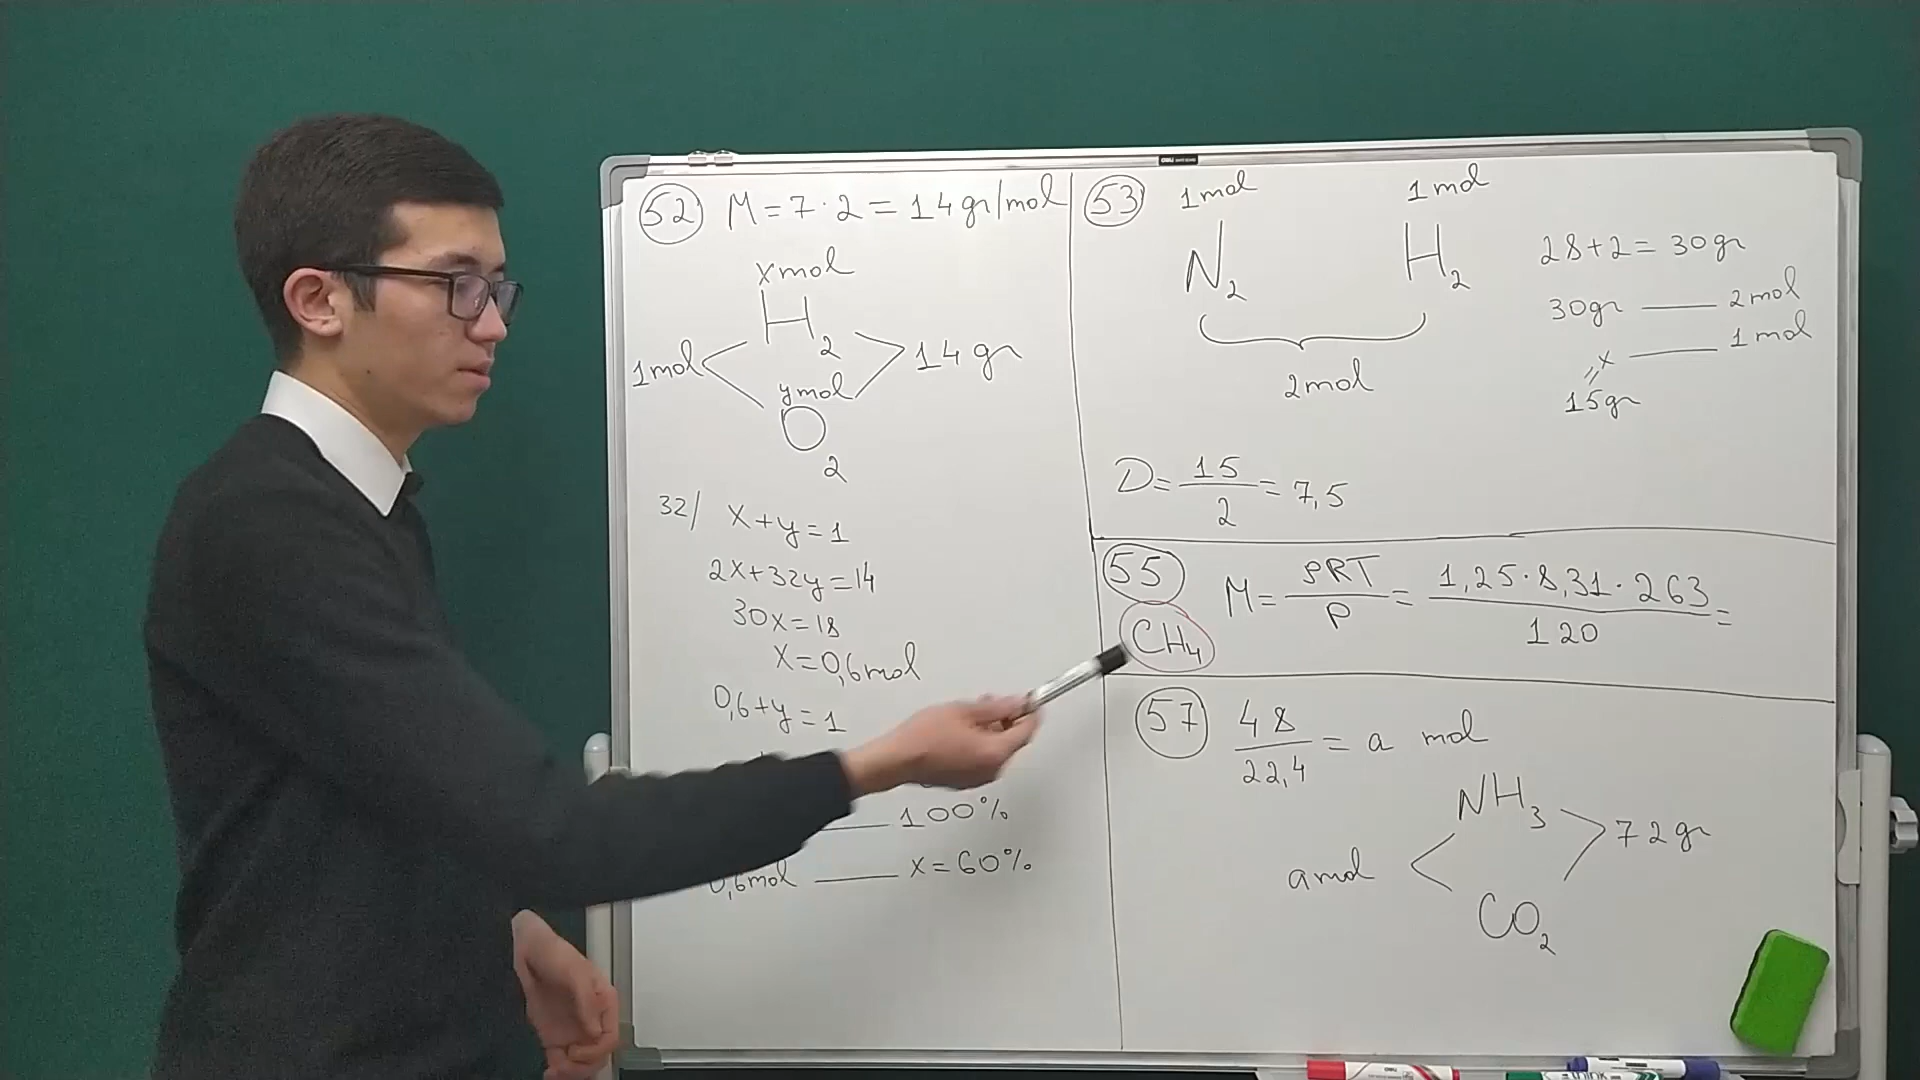 52 M = 7 · 2 = 14 gr/mol
x mol
H2
1 mol
14 gr
y mol
O2
32/ x + y = 1
2x + 32y = 14
30x = 18
x = 0,6 mol
0,6 + y = 1
100%
0,6 mol x = 60%
53 1 mol 1 mol
N2 H2
2 mol
28 + 2 = 30 gr
30 gr 2 mol
x 1 mol
=
15 gr
D = 15/2 = 7,5
55 M = ρRT/P = 1,25 · 8,31 · 263/120 =
CH4
57 48/22,4 = a mol
NH3
72 gr
a mol
CO2
deli